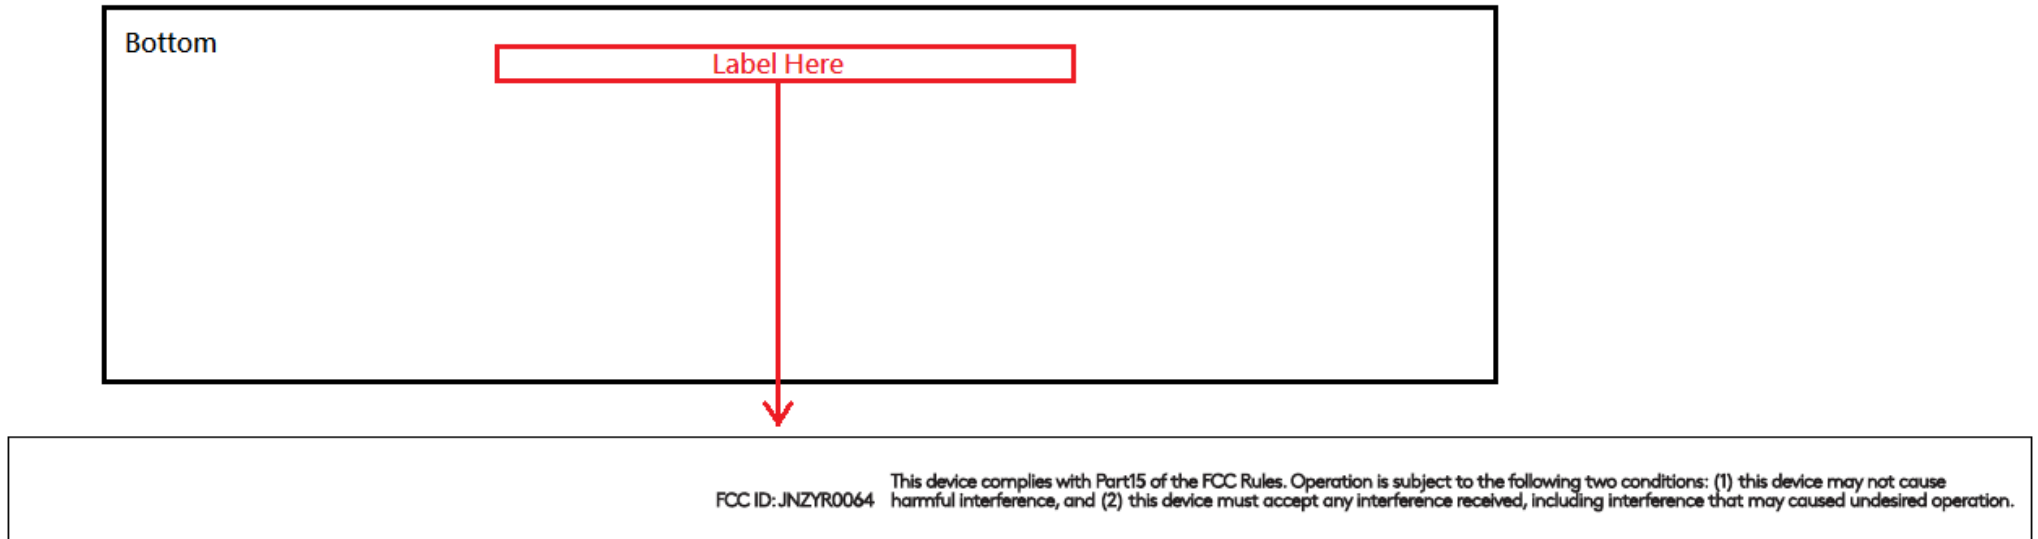 Bottom
Label Here
This device complies with Part15 of the FCC Rules. Operation is subject to the following two conditions: (1) this device may not cause
FCC ID: JNZYR0064 harmful interference, and (2) this device must accept any interference received, including interference that may caused undesired operation.